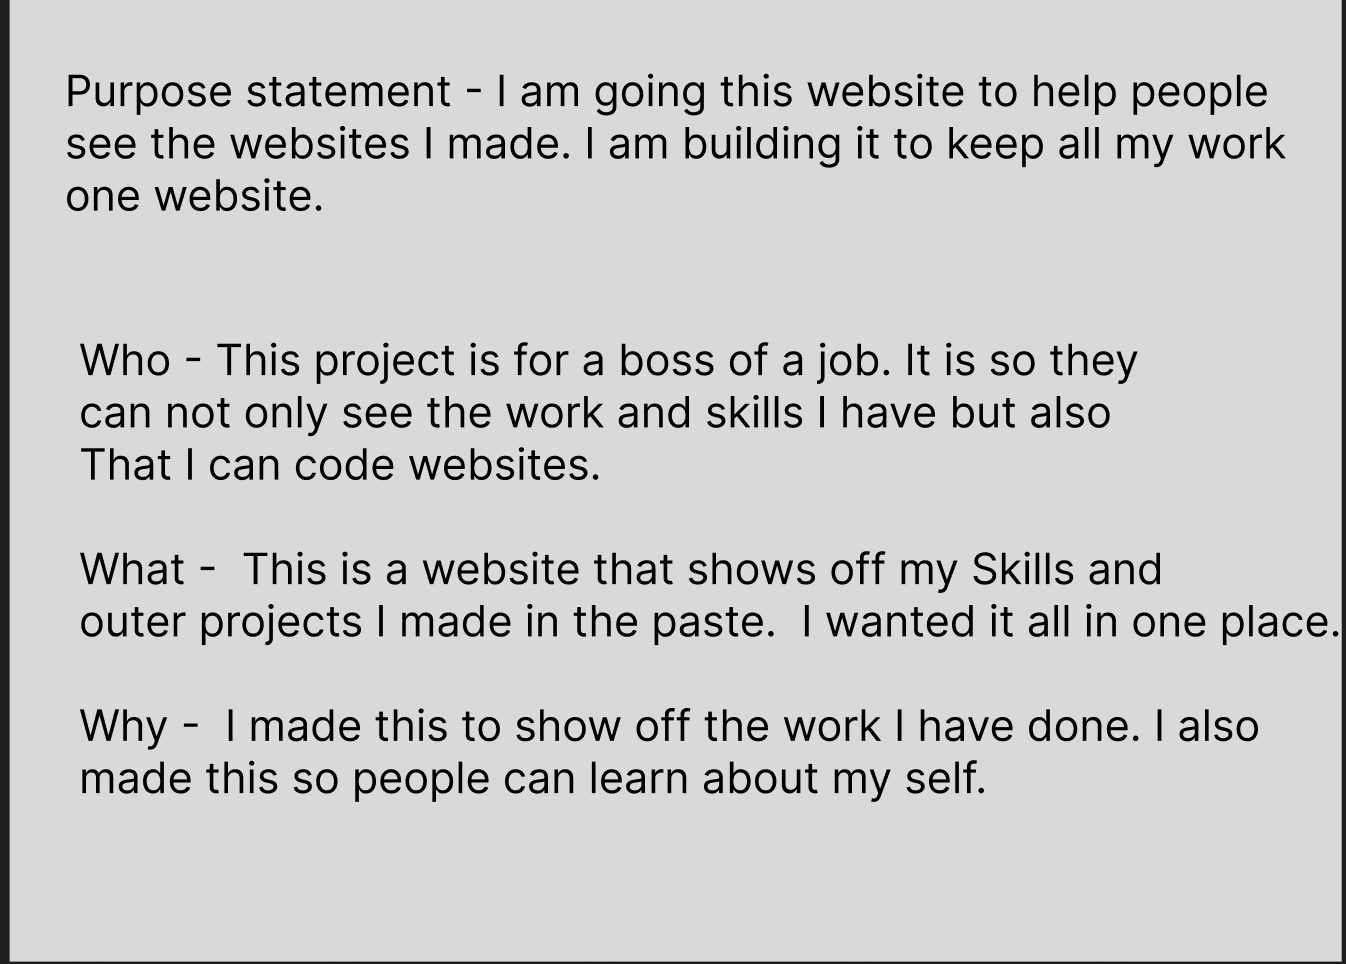 Purpose statement - I am going this website to help people
see the websites I made. I am building it to keep all my work
one website.
Who - This project is for a boss of a job. It is so they
can not only see the work and skills I have but also
That I can code websites.
What -  This is a website that shows off my Skills and
outer projects I made in the paste.  I wanted it all in one place.
Why -  I made this to show off the work I have done. I also
made this so people can learn about my self.